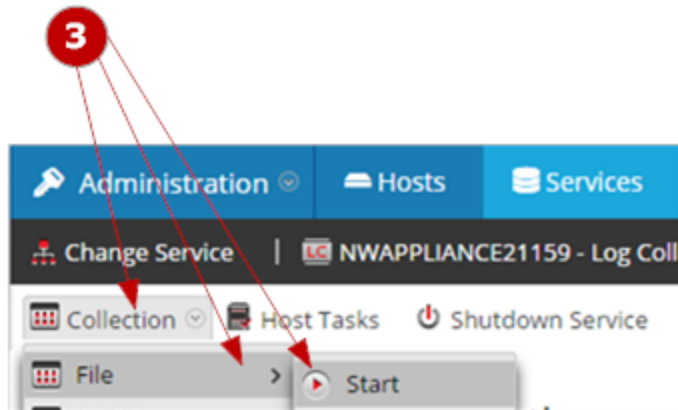 3
Administration Hosts Services
Change Service | LC NWAPPLIANCE21159 - Log Coll
Collection Host Tasks Shutdown Service
File > Start